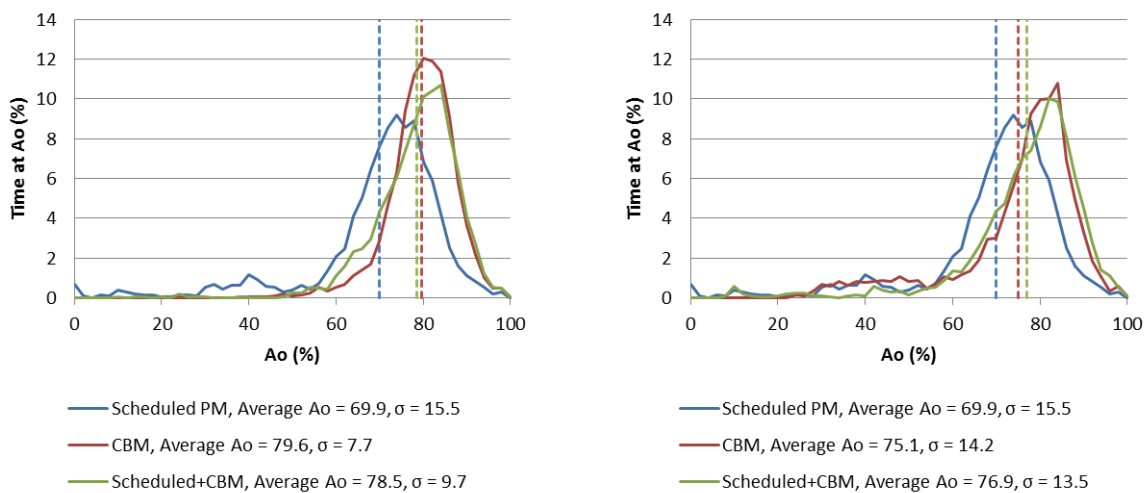 14
12
10
8
6
4
2
0
Time at Ao (%)
0 20 40 60 80 100
Ao (%)
Scheduled PM, Average Ao = 69.9, σ = 15.5
CBM, Average Ao = 79.6, σ = 7.7
Scheduled+CBM, Average Ao = 78.5, σ = 9.7
14
12
10
8
6
4
2
0
Time at Ao (%)
0 20 40 60 80 100
Ao (%)
Scheduled PM, Average Ao = 69.9, σ = 15.5
CBM, Average Ao = 75.1, σ = 14.2
Scheduled+CBM, Average Ao = 76.9, σ = 13.5